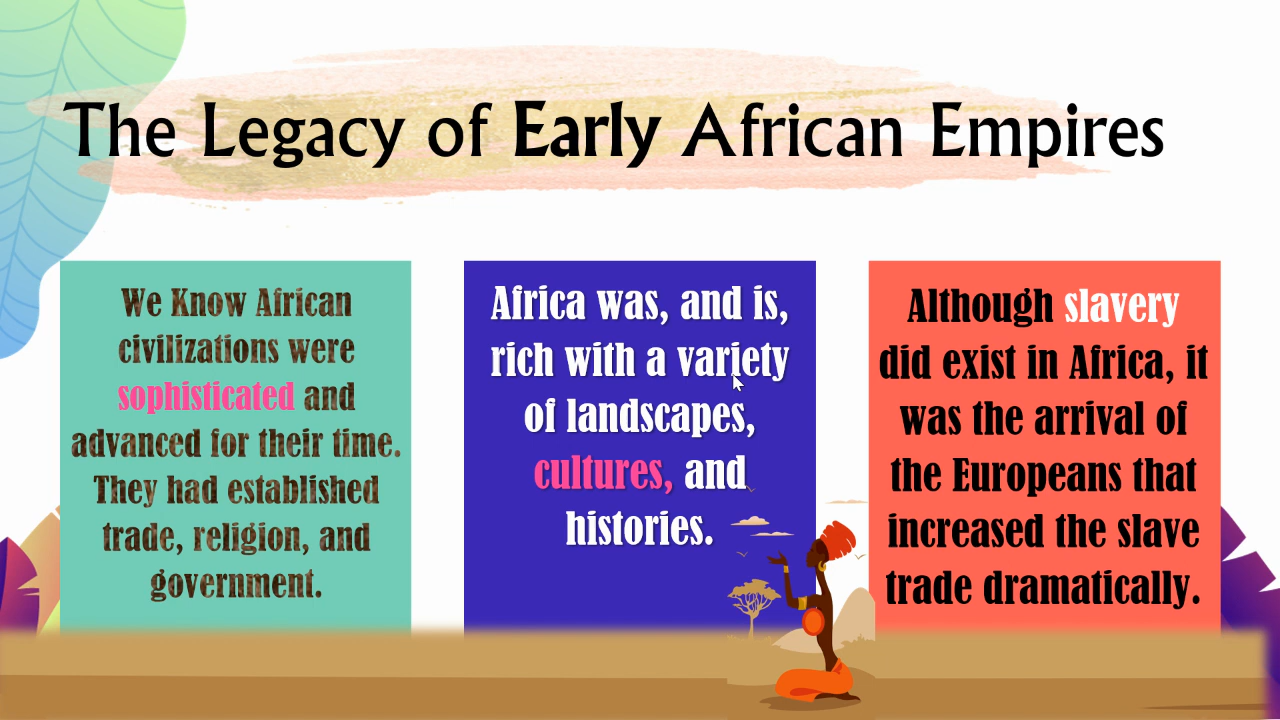 The Legacy of Early African Empires
We Know African
civilizations were
sophisticated and
advanced for their time.
They had established
trade, religion, and
government.
Africa was, and is,
rich with a variety
of landscapes,
cultures, and
histories.
Although slavery
did exist in Africa, it
was the arrival of
the Europeans that
increased the slave
trade dramatically.